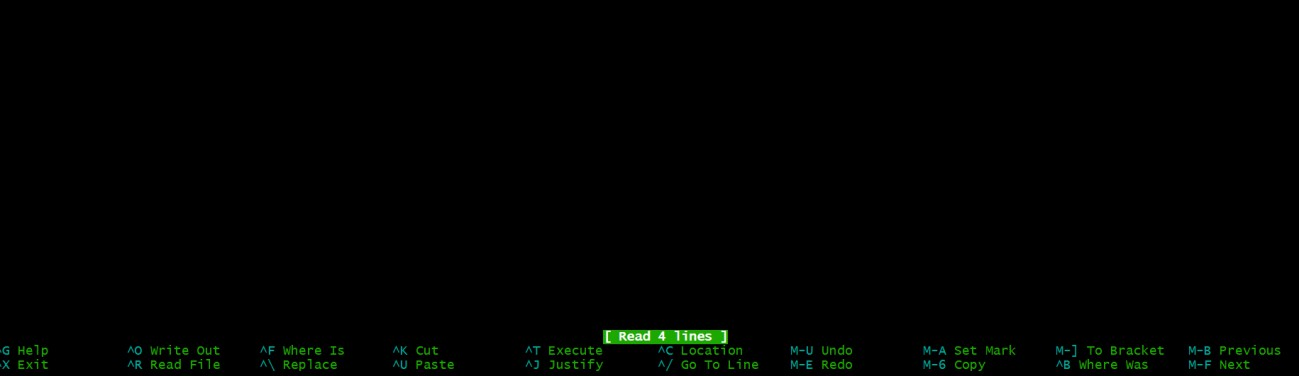 [ Read 4 lines ]
^G Help ^O Write Out ^F Where Is ^K Cut ^T Execute ^C Location M-U Undo M-A Set Mark M-] To Bracket M-B Previous
^X Exit ^R Read File ^\ Replace ^U Paste ^J Justify ^/ Go To Line M-E Redo M-6 Copy ^B Where Was M-F Next